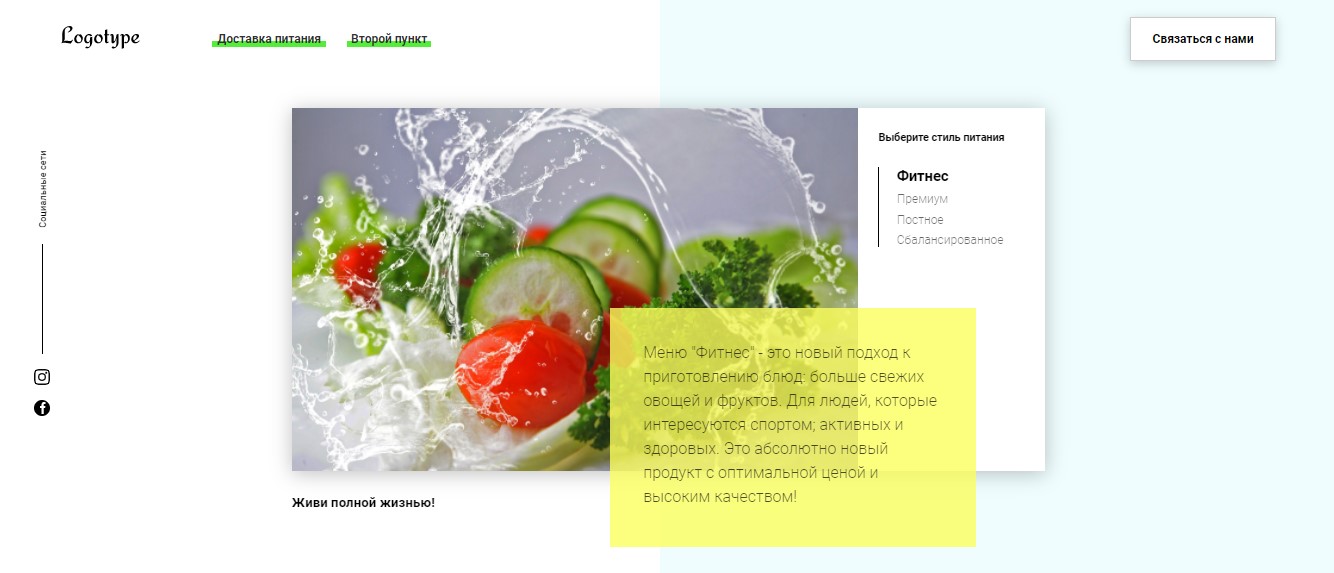 Logotype
Доставка питания
Второй пункт
Связаться с нами
Социальные сети
Выберите стиль питания
Фитнес
Премиум
Постное
Сбалансированное
Меню "Фитнес" - это новый подход к
приготовлению блюд: больше свежих
овощей и фруктов. Для людей, которые
интересуются спортом; активных и
здоровых. Это абсолютно новый
продукт с оптимальной ценой и
высоким качеством!
Живи полной жизнью!